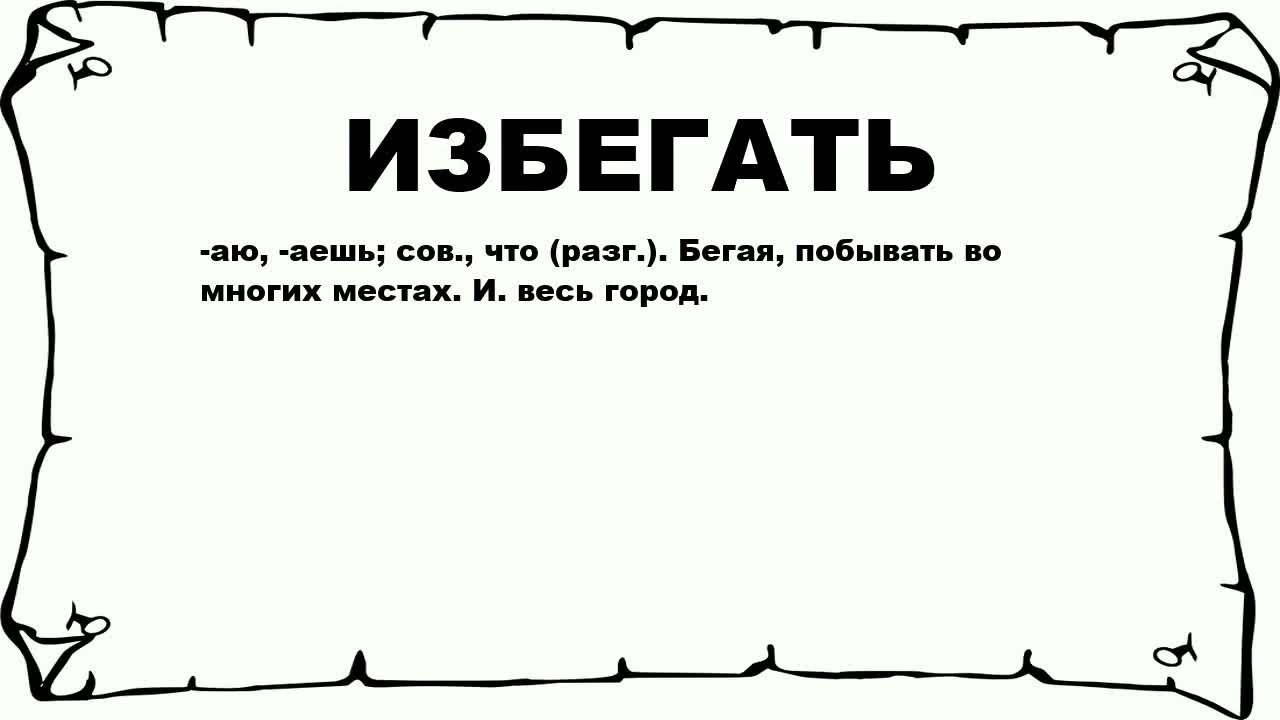 ИЗБЕГАТЬ
-аю, -аешь; сов., что (разг.). Бегая, побывать во
многих местах. И. весь город.